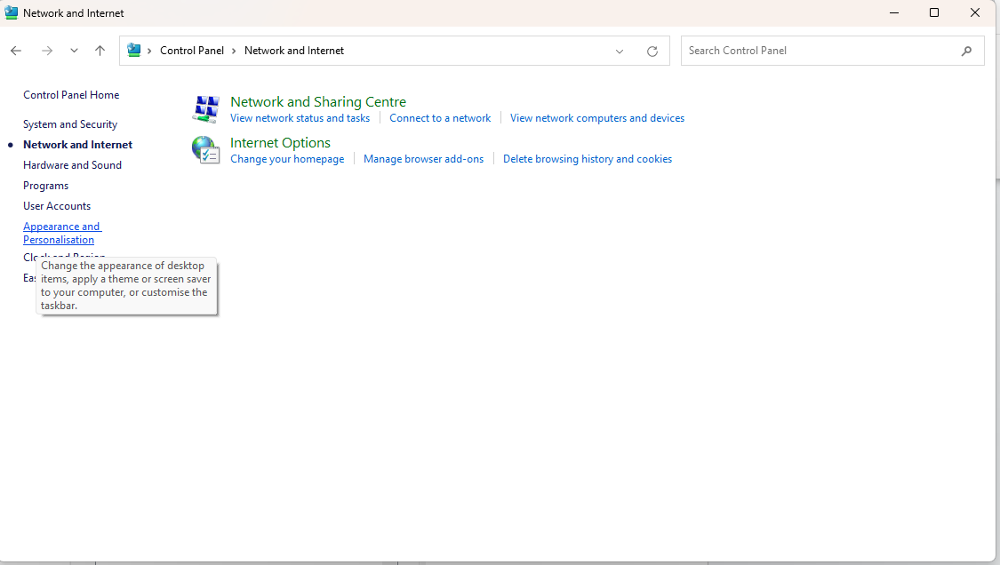 Network and Internet
Control Panel > Network and Internet
Search Control Panel
Control Panel Home
System and Security
Network and Internet
Hardware and Sound
Programs
User Accounts
Appearance and
Personalisation
Change the appearance of desktop
items, apply a theme or screen saver
to your computer, or customise the
taskbar.
Network and Sharing Centre
View network status and tasks
Connect to a network
View network computers and devices
Internet Options
Change your homepage
Manage browser add-ons
Delete browsing history and cookies